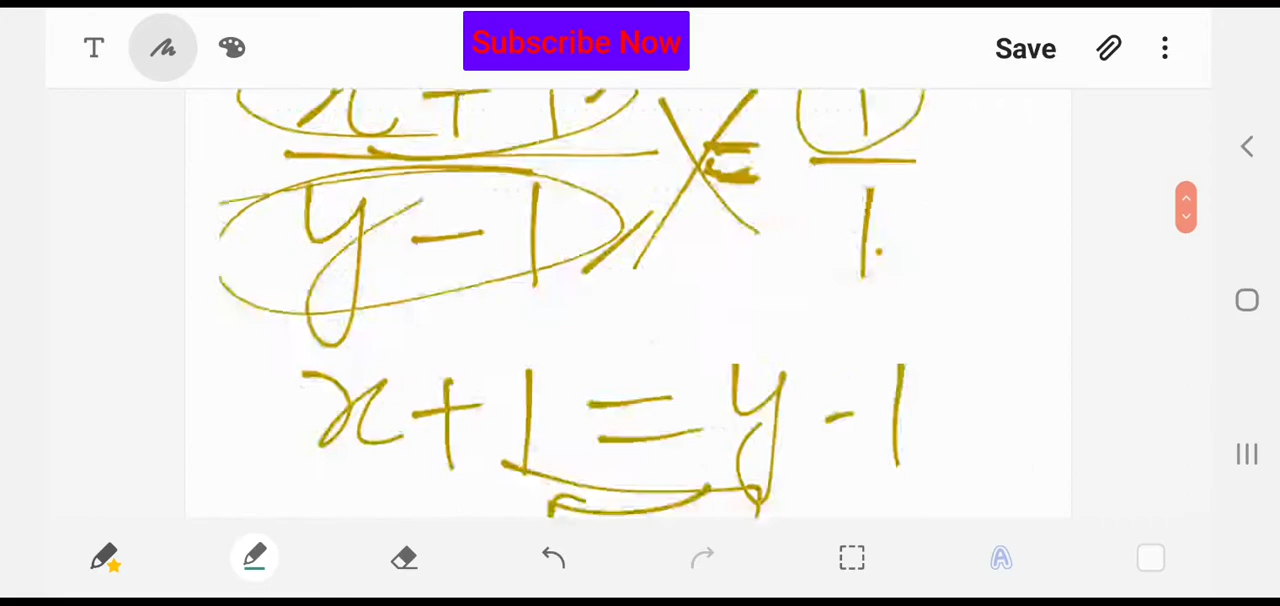 T Subscribe Now Save
x + 1 = 1
y - 1 1
x + 1 = y - 1
A